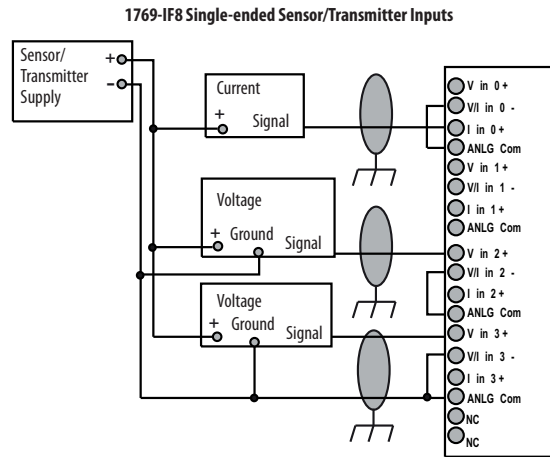 1769-IF8 Single-ended Sensor/Transmitter Inputs
Sensor/
Transmitter
Supply
+
-
Current
+
Signal
Voltage
+
Ground
Signal
Voltage
+
Ground
Signal
V in 0 +
V/I in 0 -
I in 0 +
ANLG Com
V in 1 +
V/I in 1 -
I in 1 +
ANLG Com
V in 2 +
V/I in 2 -
I in 2 +
ANLG Com
V in 3 +
V/I in 3 -
I in 3 +
ANLG Com
NC
NC